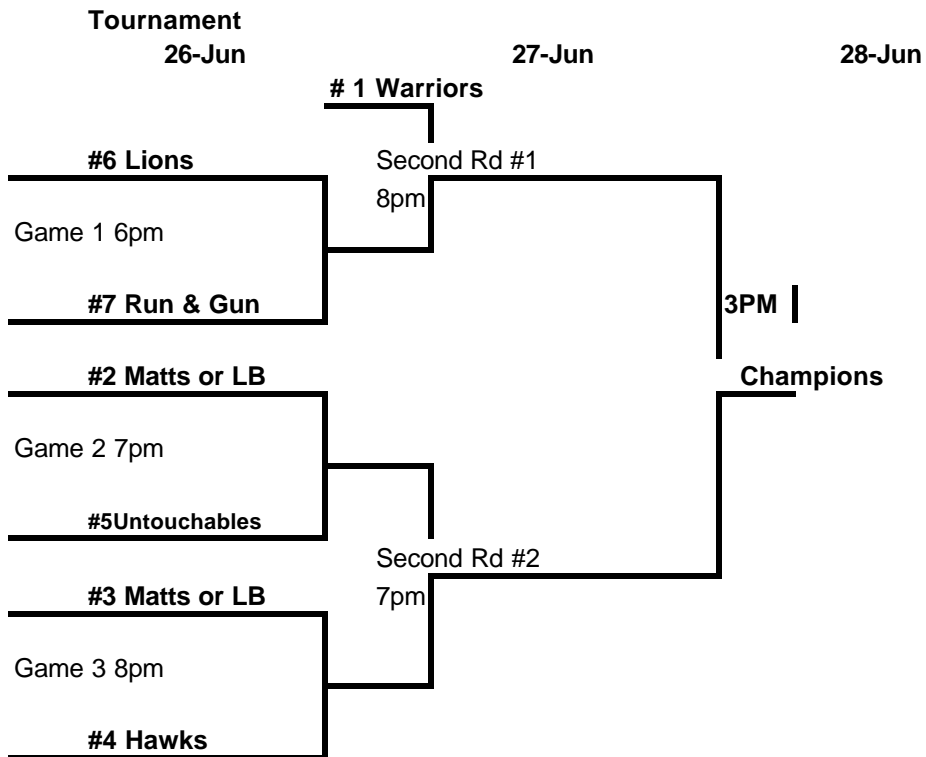 Tournament
26-Jun 27-Jun 28-Jun
# 1 Warriors
#6 Lions Second Rd #1
8pm
Game 1 6pm
#7 Run & Gun 3PM
#2 Matts or LB Champions
Game 2 7pm
#5Untouchables
Second Rd #2
#3 Matts or LB 7pm
Game 3 8pm
#4 Hawks